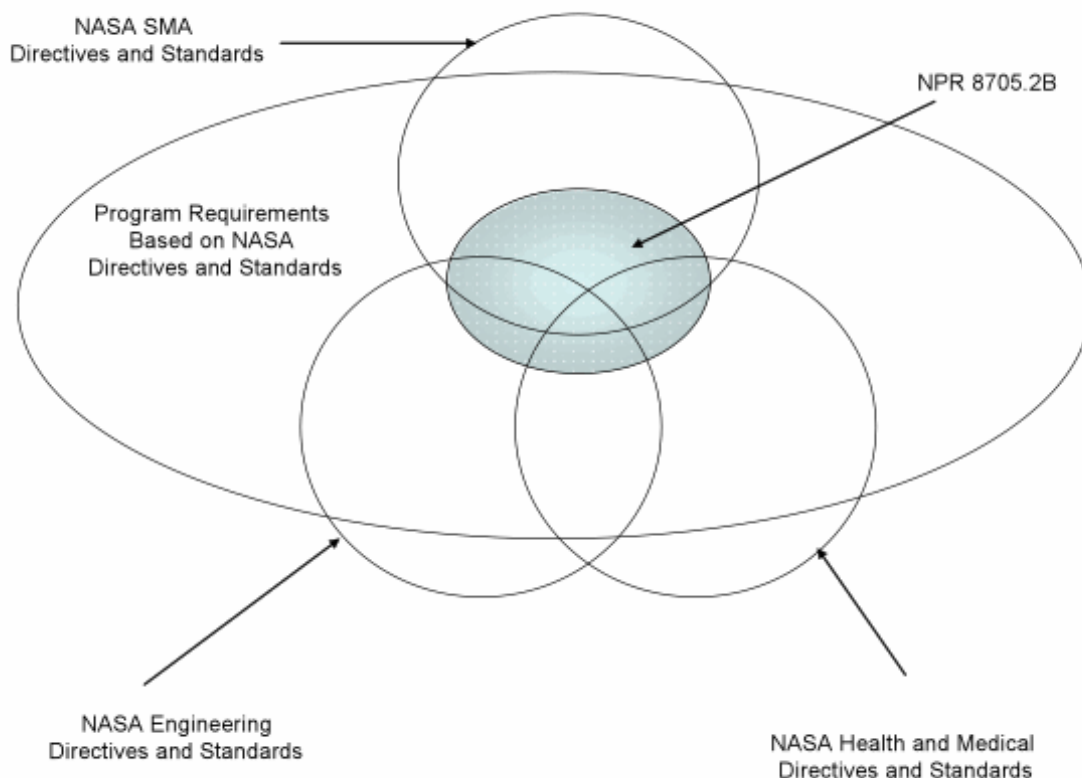 NASA SMA
Directives and Standards
NPR 8705.2B
Program Requirements
Based on NASA
Directives and Standards
NASA Engineering
Directives and Standards
NASA Health and Medical
Directives and Standards